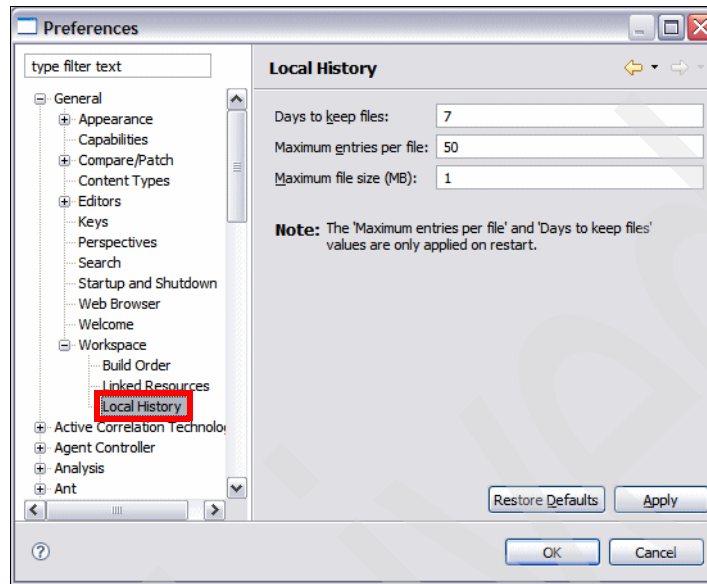 Preferences
type filter text
General
Appearance
Capabilities
Compare/Patch
Content Types
Editors
Keys
Perspectives
Search
Startup and Shutdown
Web Browser
Welcome
Workspace
Build Order
Linked Resources
Local History
Active Correlation Technolo
Agent Controller
Analysis
Ant
Local History
Days to keep files: 7
Maximum entries per file: 50
Maximum file size (MB): 1
Note: The 'Maximum entries per file' and 'Days to keep files'
values are only applied on restart.
Restore Defaults Apply
OK Cancel